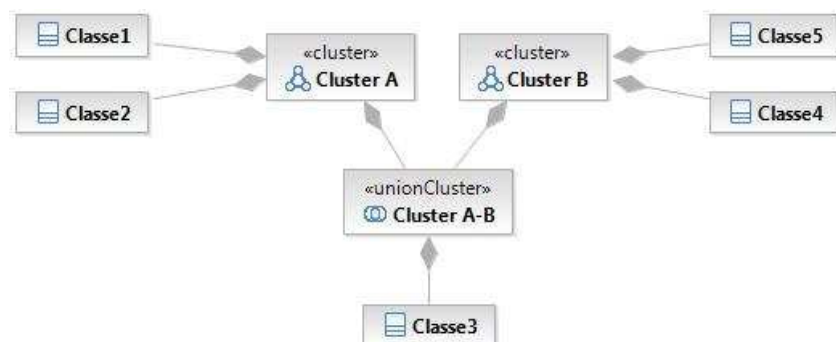 Classe1
Classe2
«cluster»
Cluster A
«cluster»
Cluster B
Classe5
Classe4
«unionCluster»
Cluster A-B
Classe3